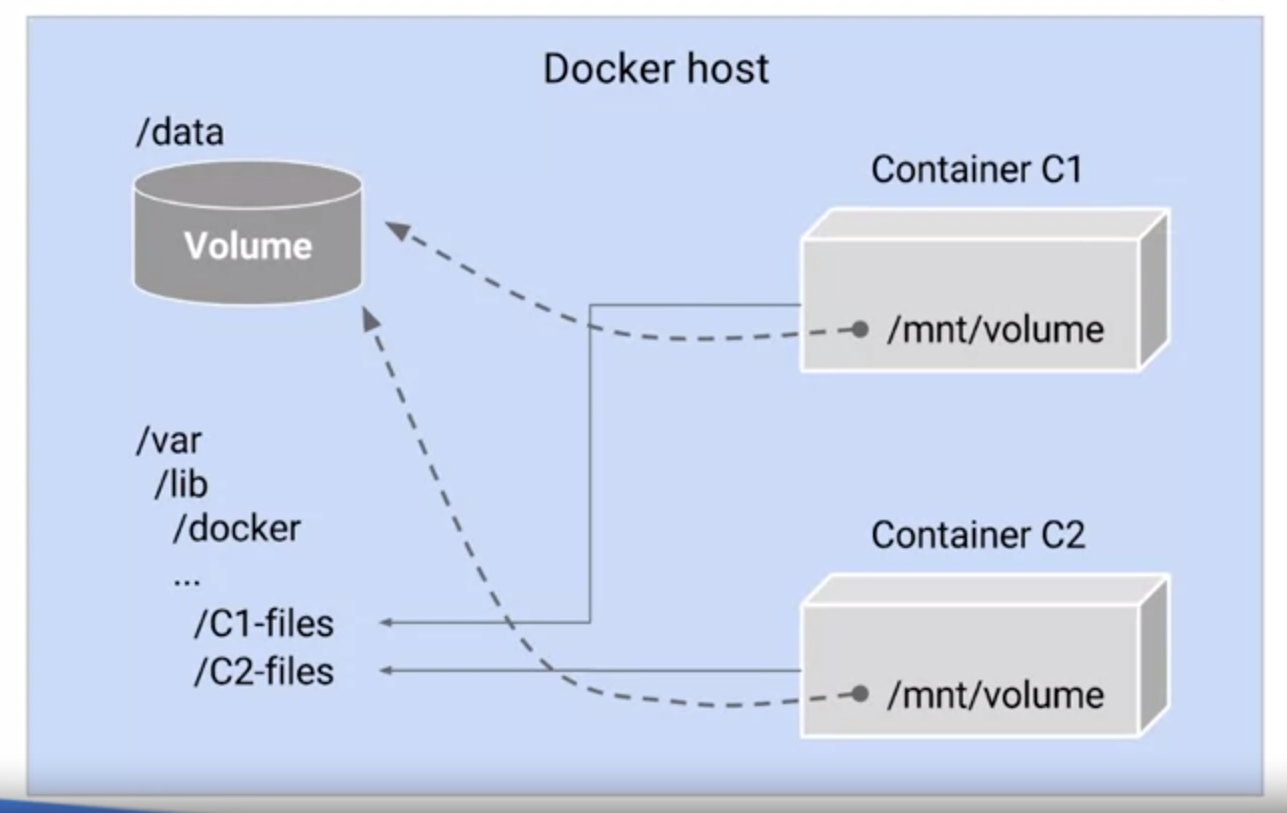 Docker host
/data
Volume
Container C1
/mnt/volume
/var
/lib
/docker
...
/C1-files
/C2-files
Container C2
/mnt/volume